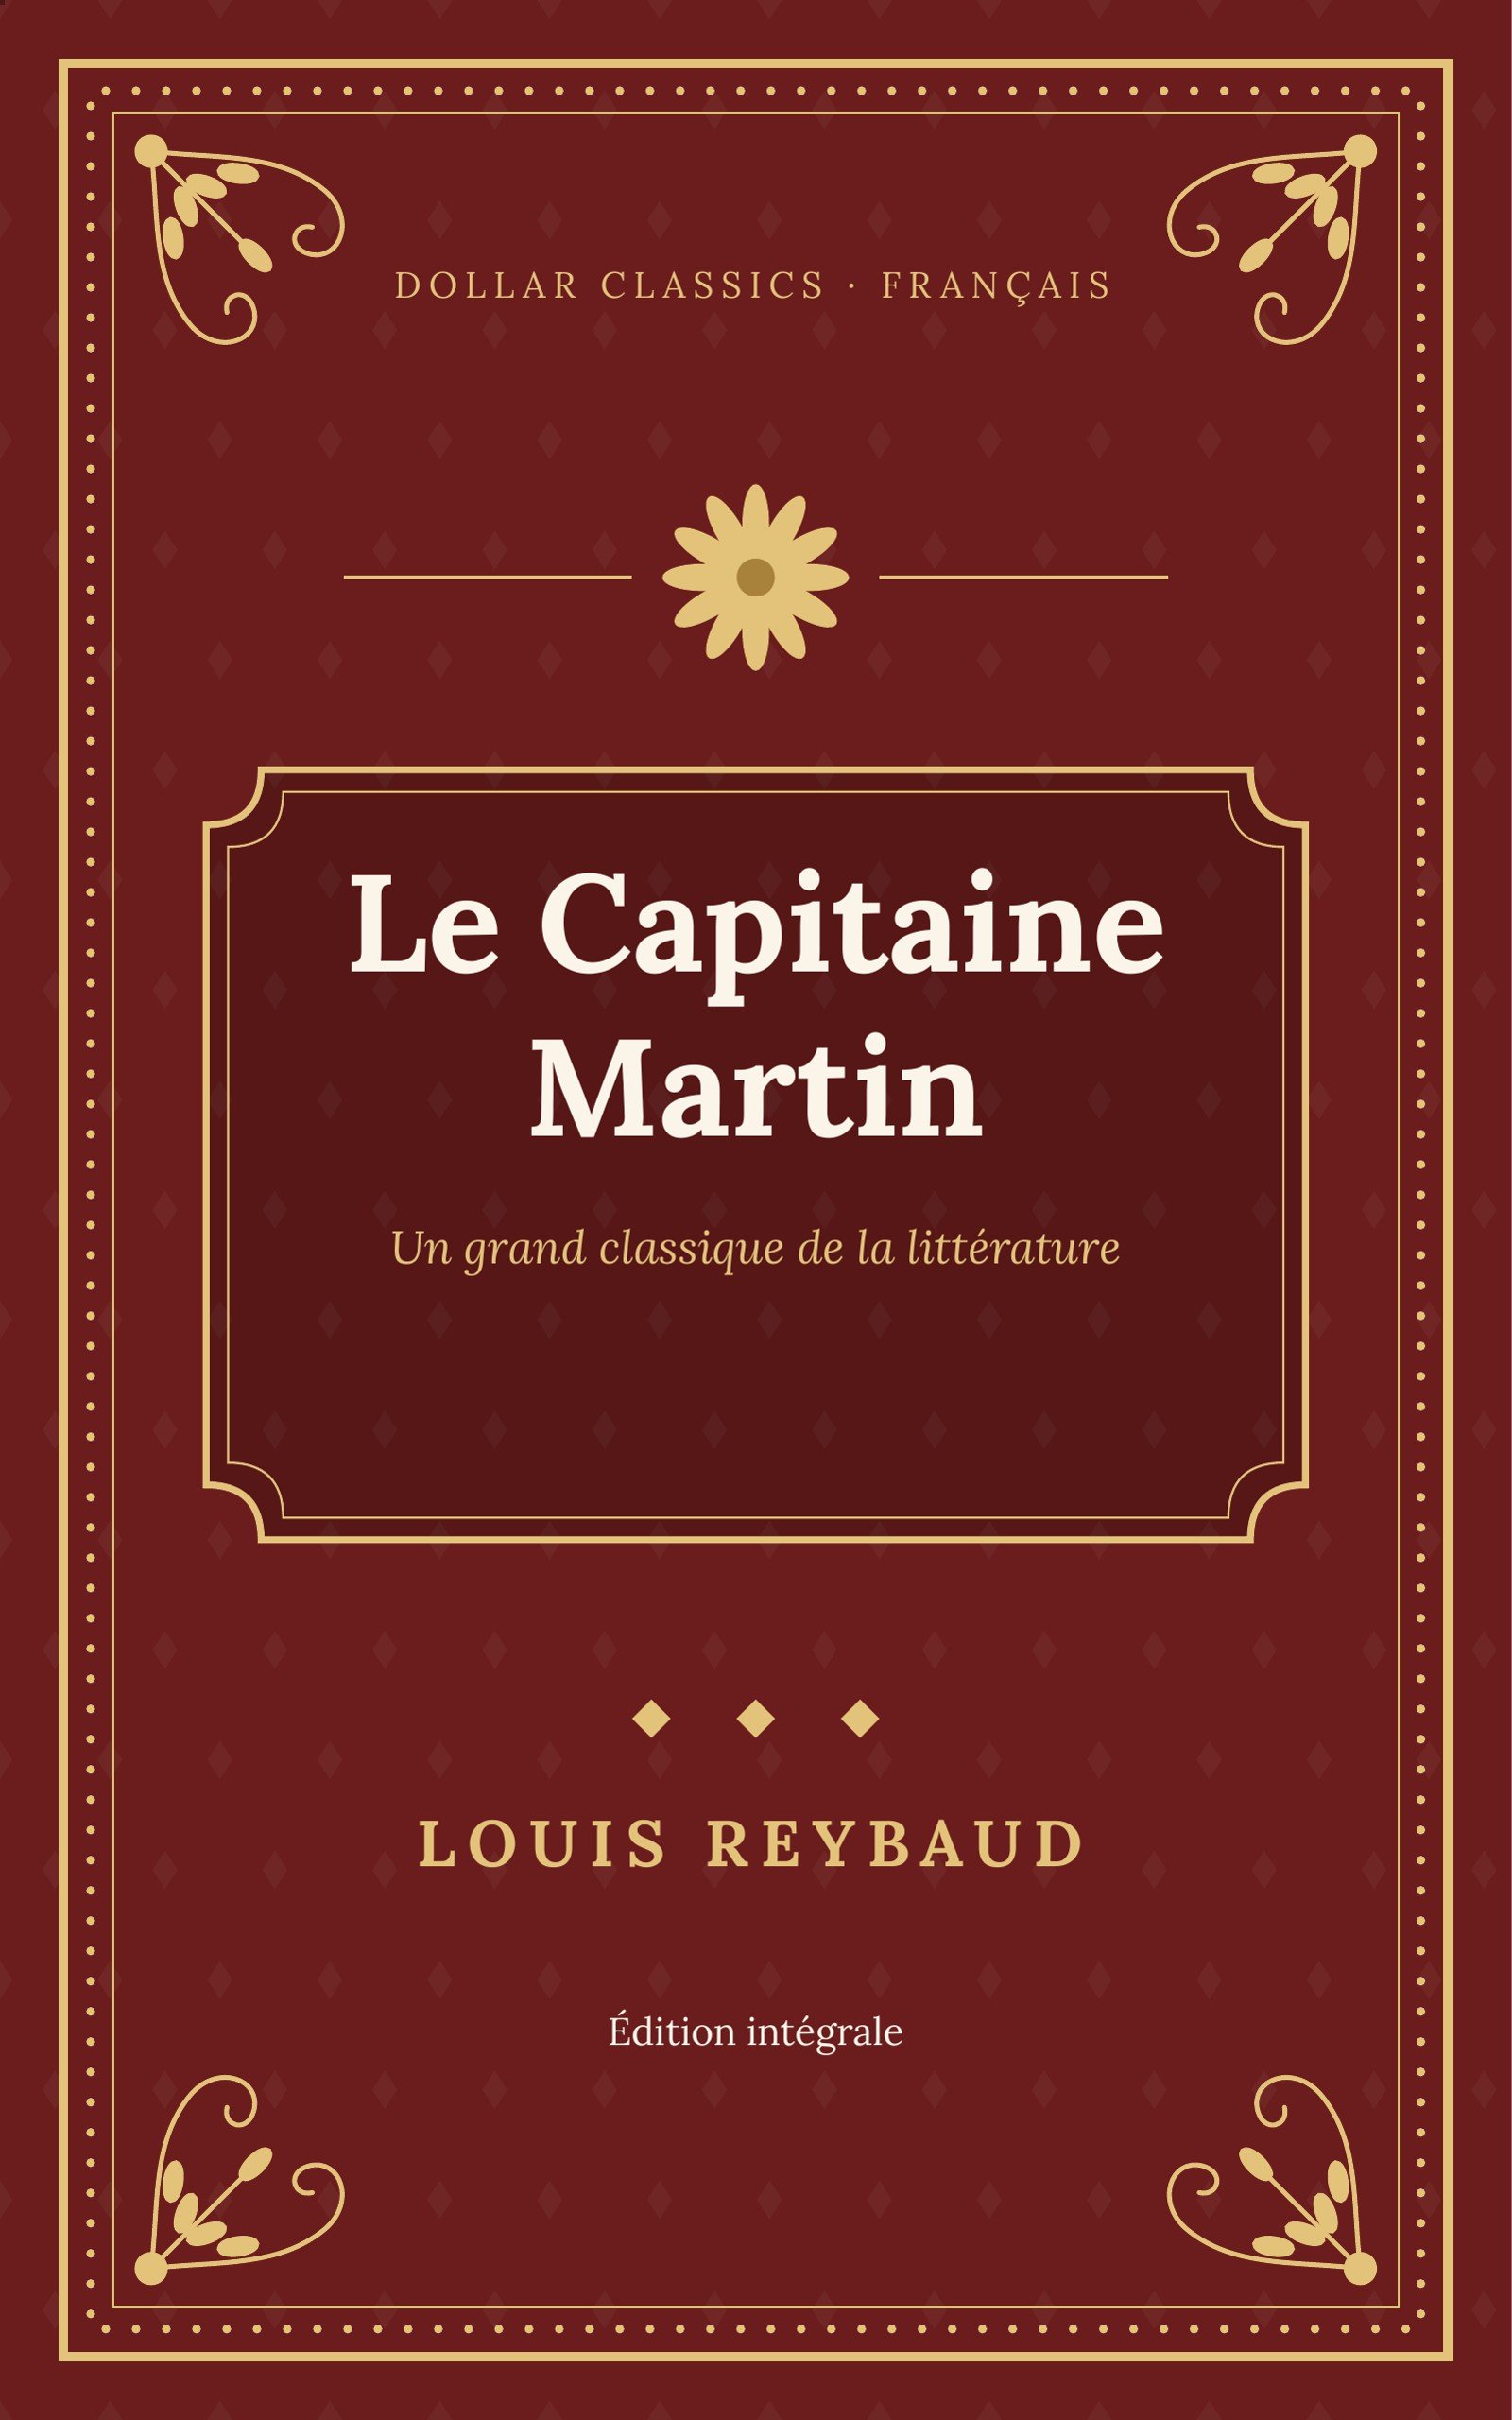 DOLLAR CLASSICS · FRANÇAIS
Le Capitaine
Martin
Un grand classique de la littérature
LOUIS REYBAUD
Édition intégrale